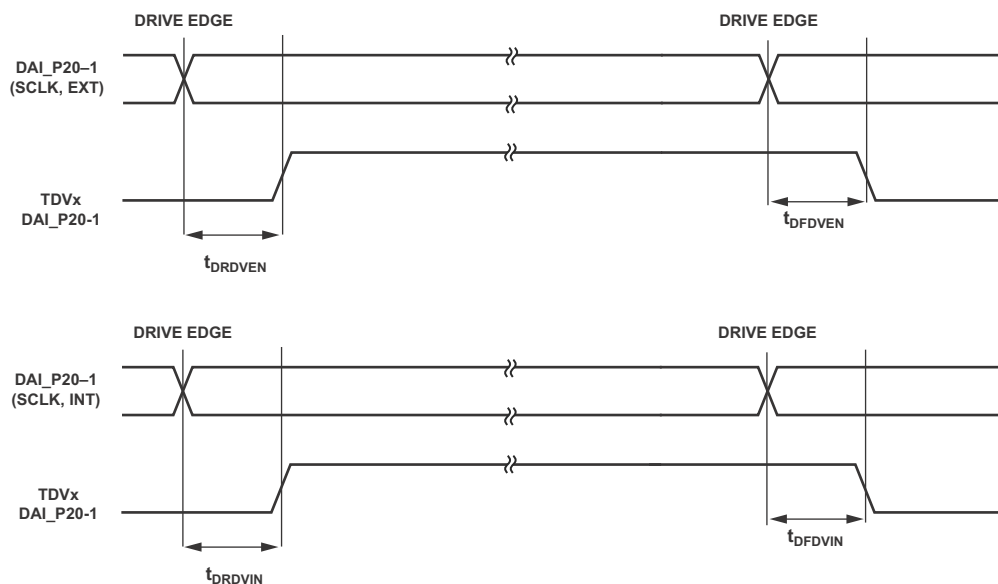 DRIVE EDGE
DRIVE EDGE
DAI_P20–1
(SCLK, EXT)
TDVx
DAI_P20-1
tDRDVEN
tDFDVEN
DRIVE EDGE
DRIVE EDGE
DAI_P20–1
(SCLK, INT)
TDVx
DAI_P20-1
tDRDVIN
tDFDVIN